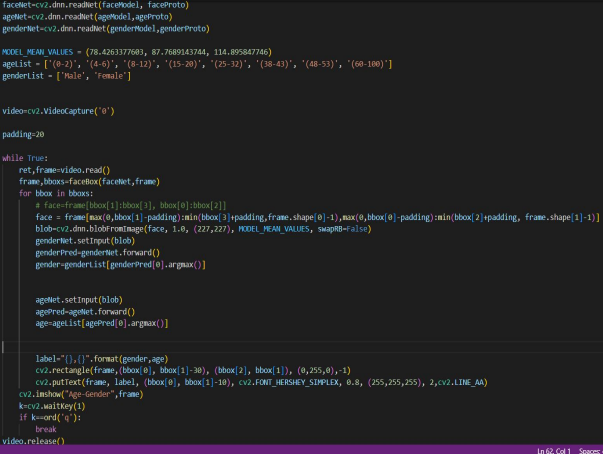 faceNet=cv2.dnn.readNet(faceModel, faceProto)
ageNet=cv2.dnn.readNet(ageModel,ageProto)
genderNet=cv2.dnn.readNet(genderModel,genderProto)
MODEL_MEAN_VALUES = (78.4263377603, 87.7689143744, 114.895847746)
ageList = ['(0-2)', '(4-6)', '(8-12)', '(15-20)', '(25-32)', '(38-43)', '(48-53)', '(60-100)']
genderList = ['Male', 'Female']
video=cv2.VideoCapture('0')
padding=20
while True:
    ret,frame=video.read()
    frame,bboxs=faceBox(faceNet,frame)
    for bbox in bboxs:
        # face=frame[bbox[1]:bbox[3], bbox[0]:bbox[2]]
        face = frame[max(0,bbox[1]-padding):min(bbox[3]+padding,frame.shape[0]-1),max(0,bbox[0]-padding):min(bbox[2]+padding, frame.shape[1]-1)]
        blob=cv2.dnn.blobFromImage(face, 1.0, (227,227), MODEL_MEAN_VALUES, swapRB=False)
        genderNet.setInput(blob)
        genderPred=genderNet.forward()
        gender=genderList[genderPred[0].argmax()]
        ageNet.setInput(blob)
        agePred=ageNet.forward()
        age=ageList[agePred[0].argmax()]
        label="{},{}".format(gender,age)
        cv2.rectangle(frame,(bbox[0], bbox[1]-30), (bbox[2], bbox[1]), (0,255,0),-1)
        cv2.putText(frame, label, (bbox[0], bbox[1]-10), cv2.FONT_HERSHEY_SIMPLEX, 0.8, (255,255,255), 2,cv2.LINE_AA)
    cv2.imshow("Age-Gender",frame)
    k=cv2.waitKey(1)
    if k==ord('q'):
        break
video.release()
Ln 62, Col 1 Spaces: